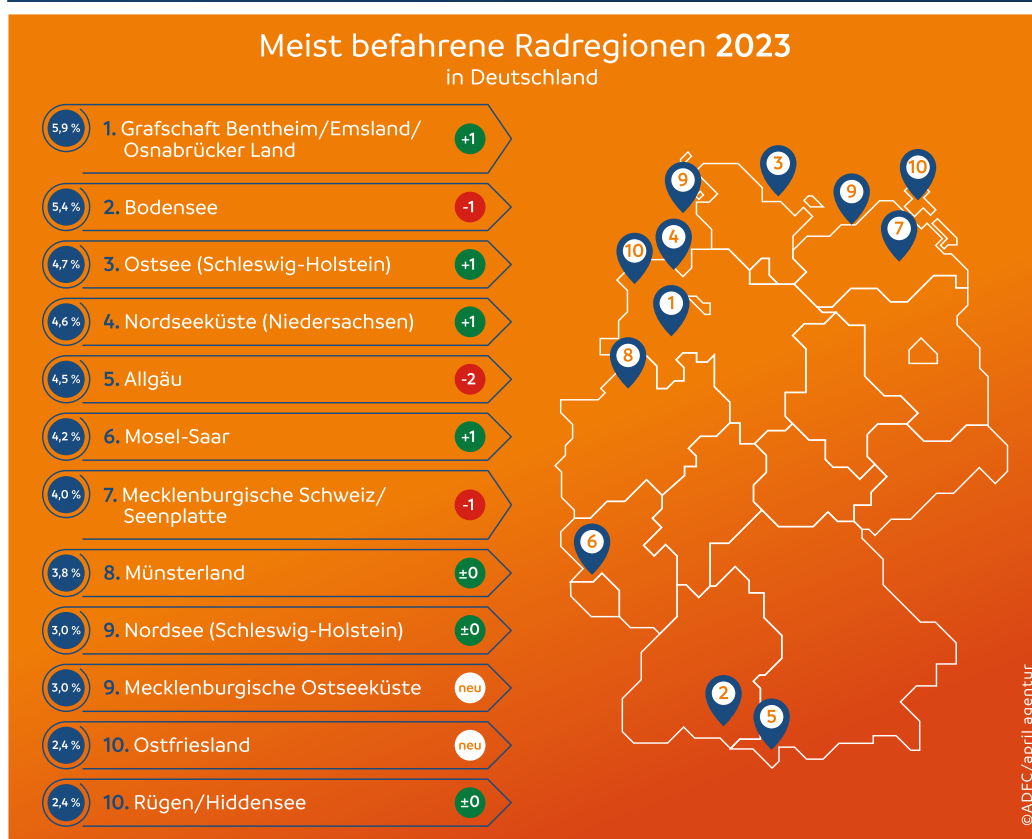 Meist befahrene Radregionen 2023
in Deutschland
5,9 % 1. Grafschaft Bentheim/Emsland/
Osnabrücker Land +1
5,4 % 2. Bodensee -1
4,7 % 3. Ostsee (Schleswig-Holstein) +1
4,6 % 4. Nordseeküste (Niedersachsen) +1
4,5 % 5. Allgäu -2
4,2 % 6. Mosel-Saar +1
4,0 % 7. Mecklenburgische Schweiz/
Seenplatte -1
3,8 % 8. Münsterland ±0
3,0 % 9. Nordsee (Schleswig-Holstein) ±0
3,0 % 9. Mecklenburgische Ostseeküste neu
2,4 % 10. Ostfriesland neu
2,4 % 10. Rügen/Hiddensee ±0
3
10
9
9
7
4
10
1
8
6
2
5
©ADFC/april agentur